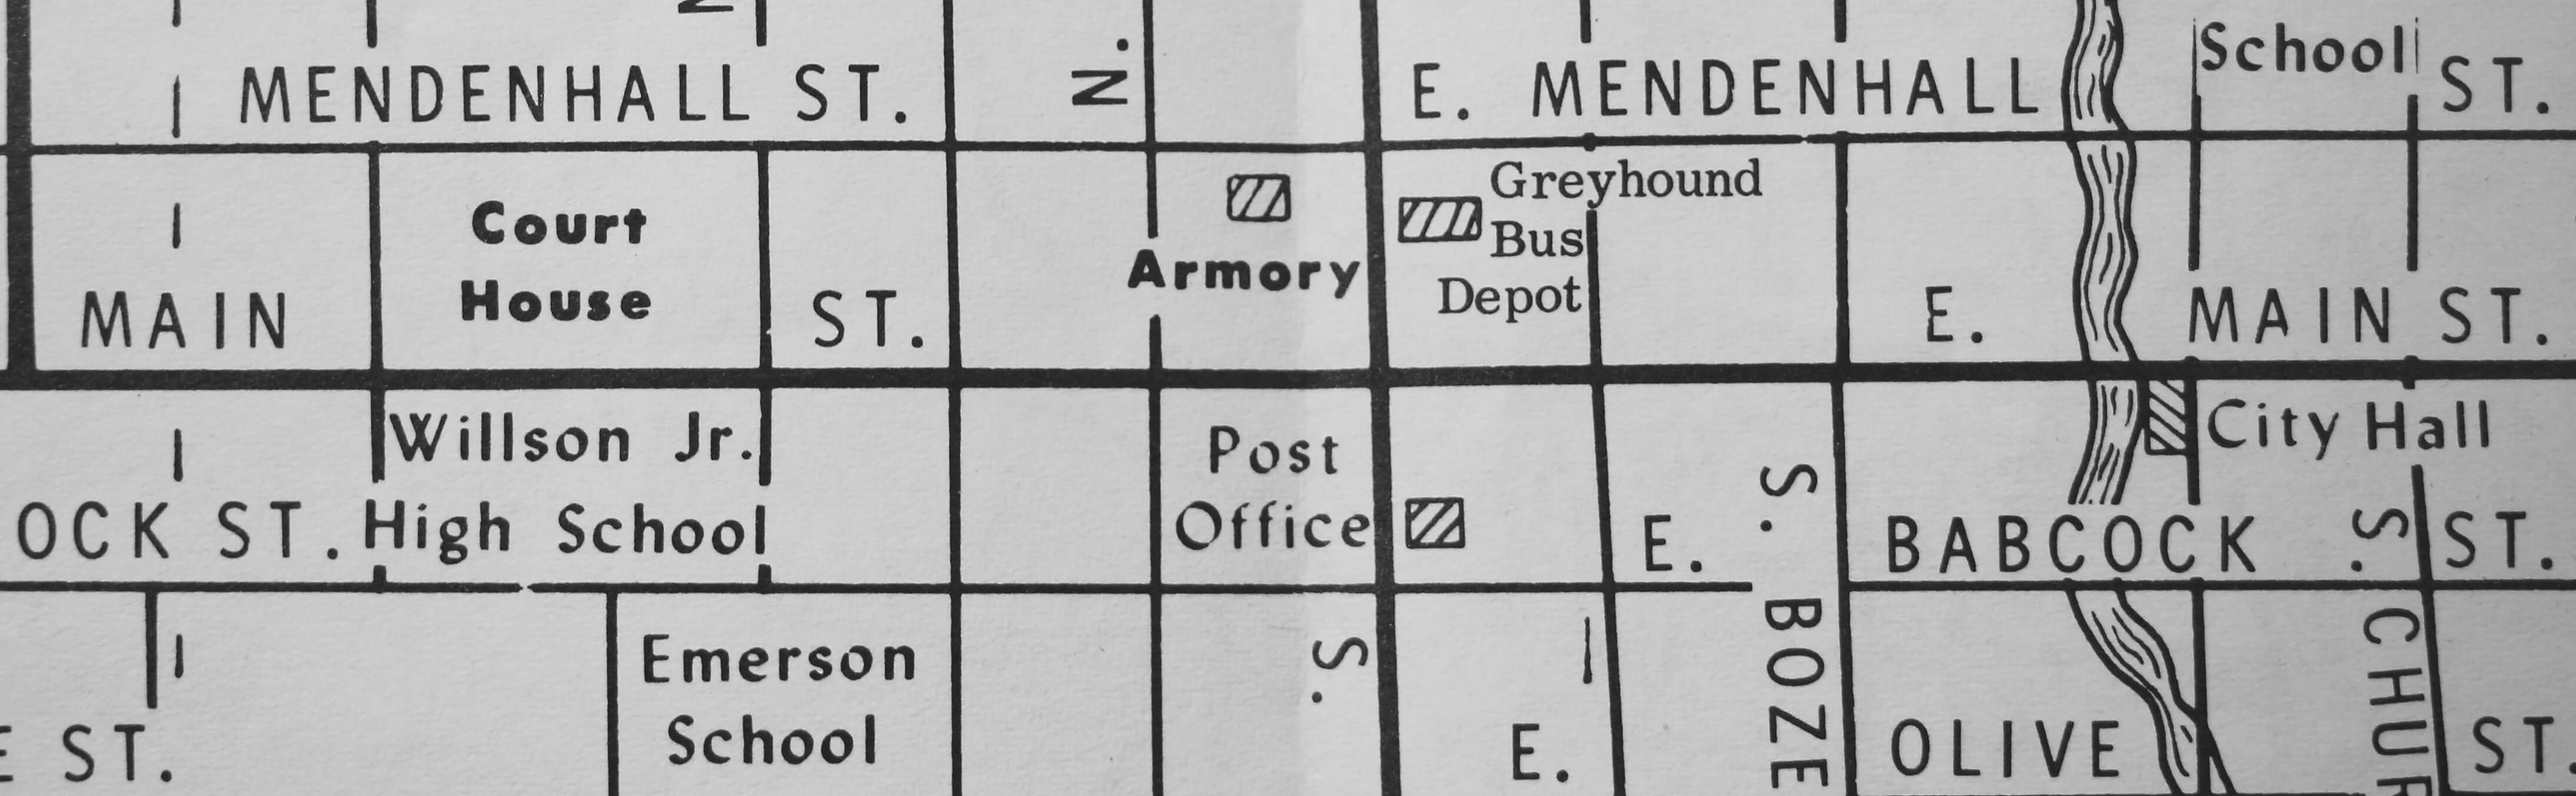 School
N.
MENDENHALL ST.
E. MENDENHALL
ST.
Greyhound
Bus
Depot
Court
House
Armory
MAIN
ST.
E.
MAIN ST.
Willson Jr.
High School
Post
Office
City Hall
OCK ST.
E.
BABCOCK
ST.
S. BOZE
S. CHUR
Emerson
School
S.
E ST.
E.
OLIVE
ST.